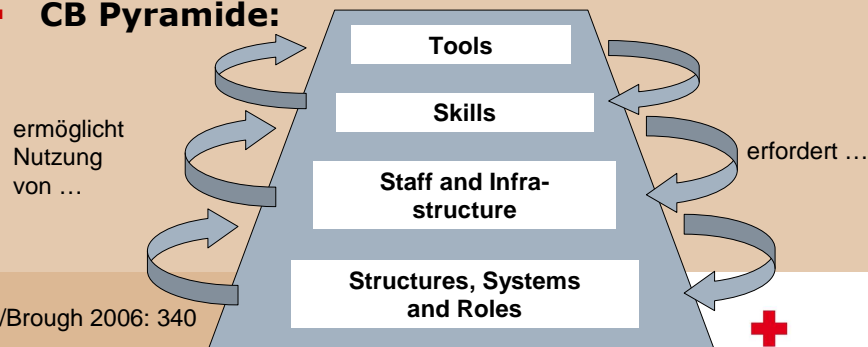 CB Pyramide:
Tools
Skills
ermöglicht
Nutzung
von …
erfordert …
Staff and Infra-
structure
Structures, Systems
and Roles
/Brough 2006: 340